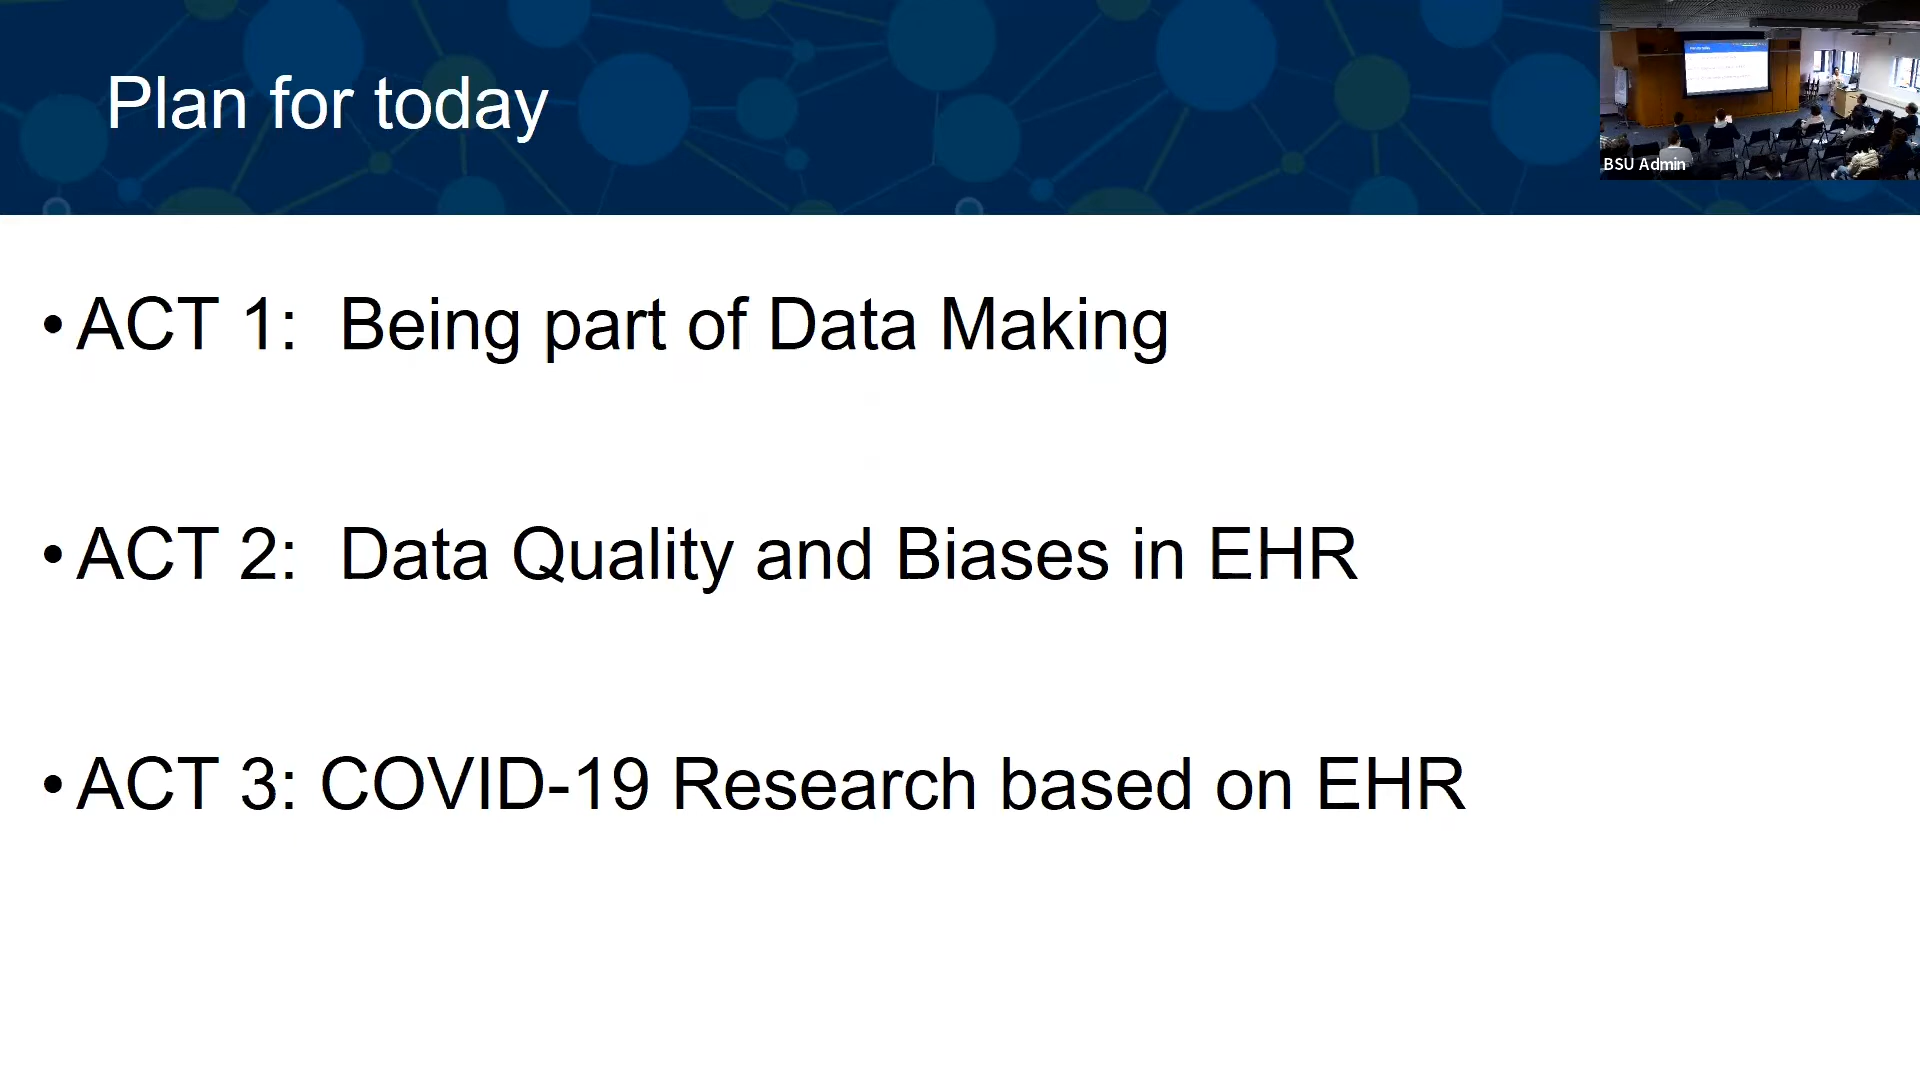 Plan for today
BSU Admin
• ACT 1:  Being part of Data Making
• ACT 2:  Data Quality and Biases in EHR
• ACT 3: COVID-19 Research based on EHR